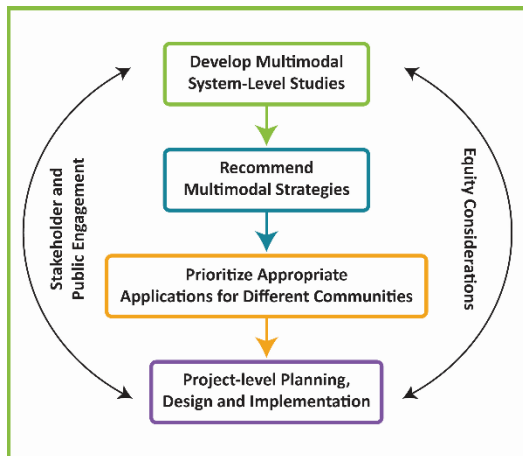 Develop Multimodal
System-Level Studies
Stakeholder and
Public Engagement
Equity Considerations
Recommend
Multimodal Strategies
Prioritize Appropriate
Applications for Different Communities
Project-level Planning,
Design and Implementation